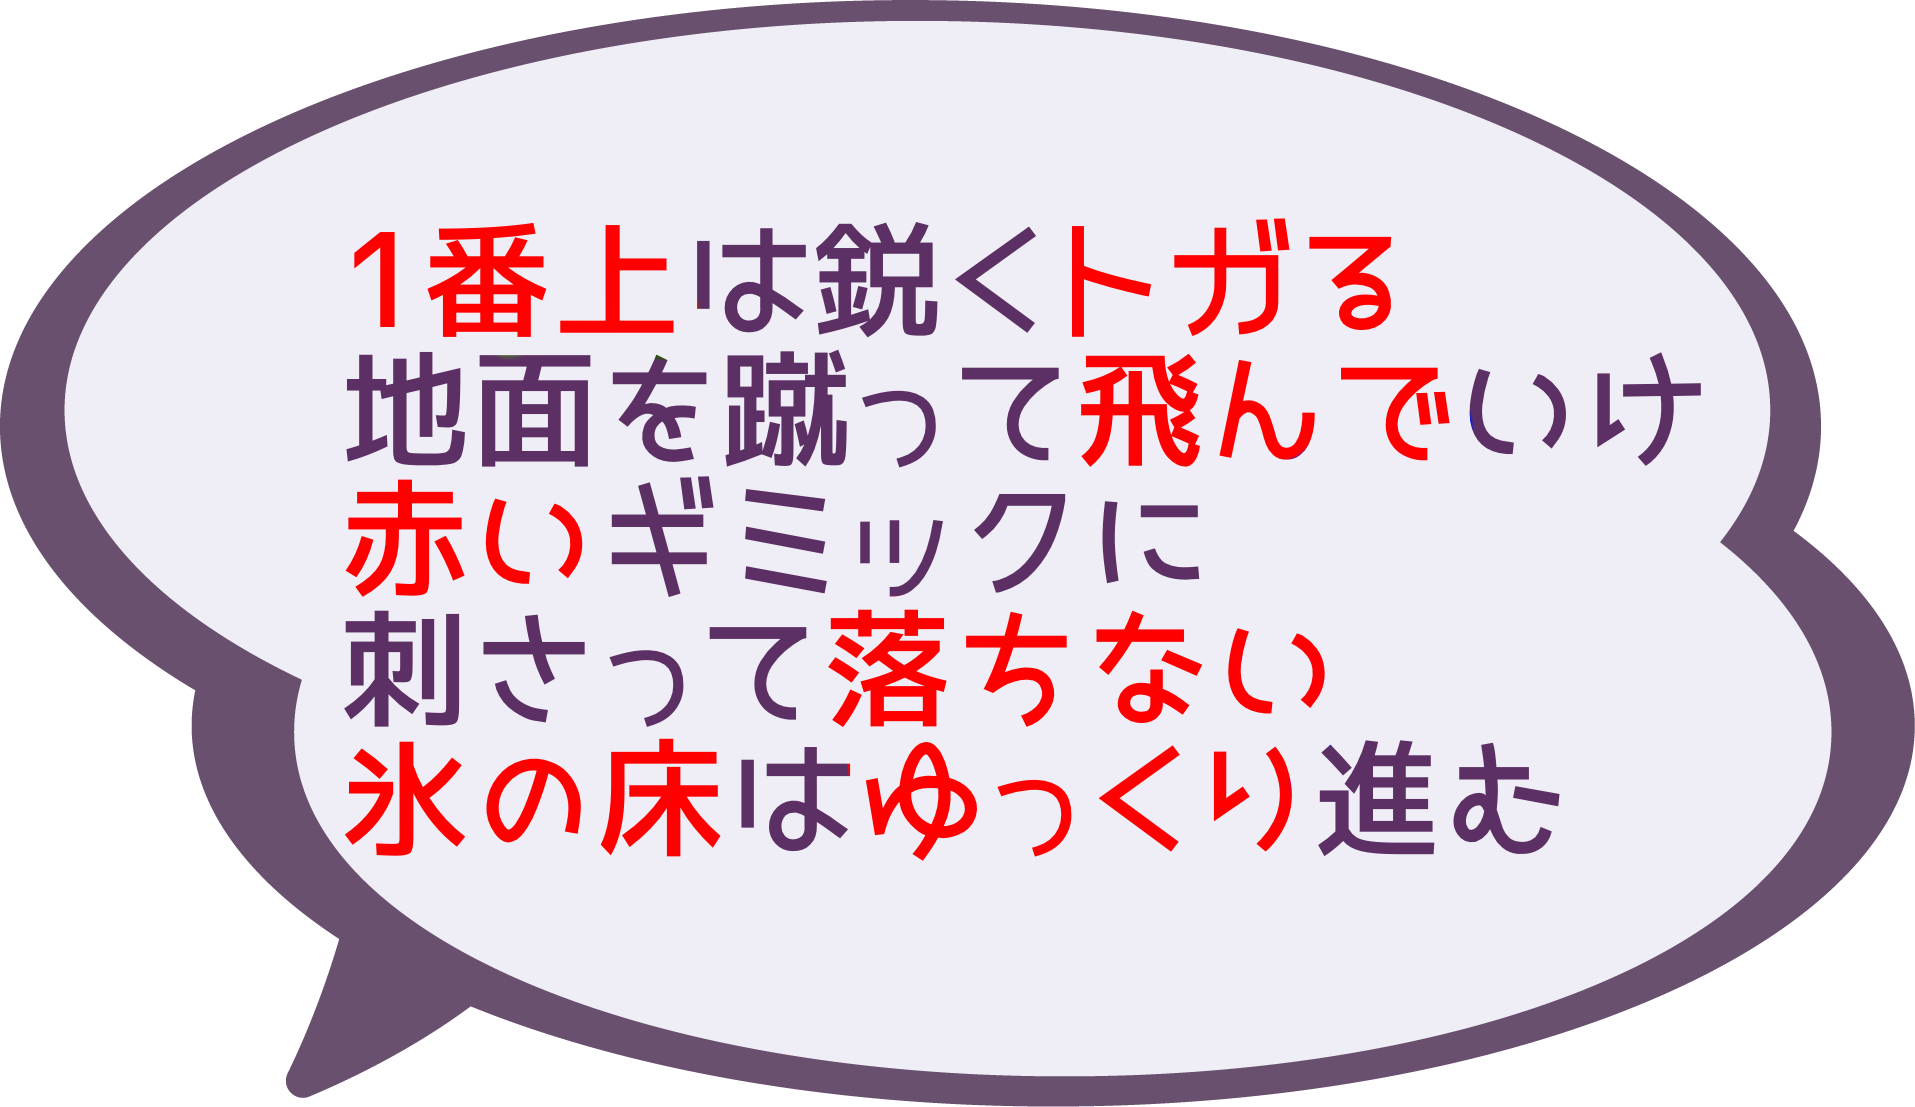 1番上は鋭くトガる
地面を蹴って飛んでいけ
赤いギミックに
刺さって落ちない
氷の床はゆっくり進む